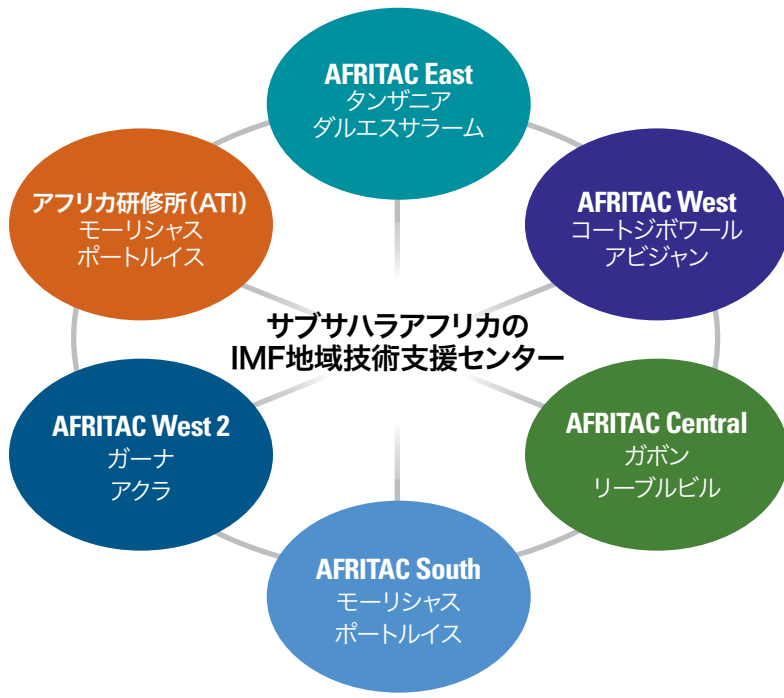 AFRITAC East
タンザニア
ダルエスサラーム
アフリカ研修所(ATI)
モーリシャス
ポートルイス
AFRITAC West
コートジボワール
アビジャン
サブサハラアフリカの
IMF地域技術支援センター
AFRITAC West 2
ガーナ
アクラ
AFRITAC Central
ガボン
リーブルビル
AFRITAC South
モーリシャス
ポートルイス